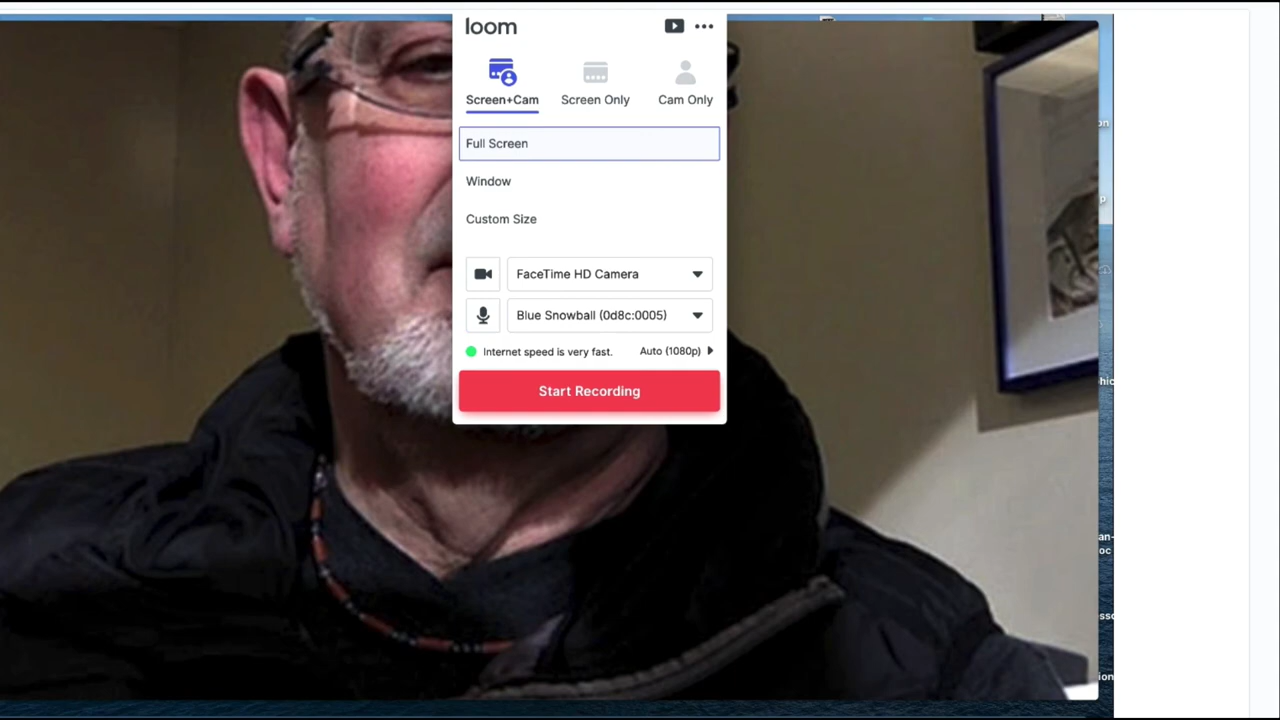 loom
Screen+Cam
Screen Only
Cam Only
Full Screen
Window
Custom Size
FaceTime HD Camera
Blue Snowball (0d8c:0005)
Internet speed is very fast.
Auto (1080p)
Start Recording